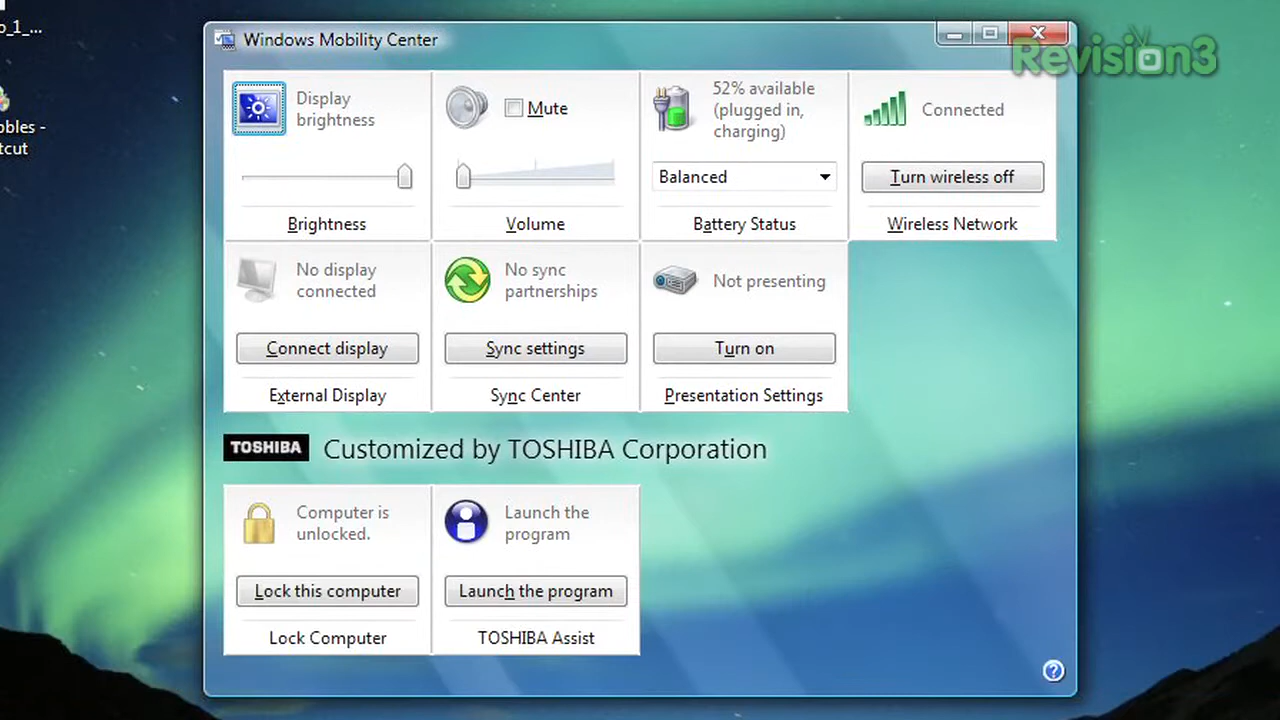 o_1_...
bbles -
tcut
Windows Mobility Center
Revision3
Display
brightness
Brightness
Mute
Volume
52% available
(plugged in,
charging)
Balanced
Battery Status
Connected
Turn wireless off
Wireless Network
No display
connected
Connect display
External Display
No sync
partnerships
Sync settings
Sync Center
Not presenting
Turn on
Presentation Settings
TOSHIBA
Customized by TOSHIBA Corporation
Computer is
unlocked.
Lock this computer
Lock Computer
Launch the
program
Launch the program
TOSHIBA Assist
?